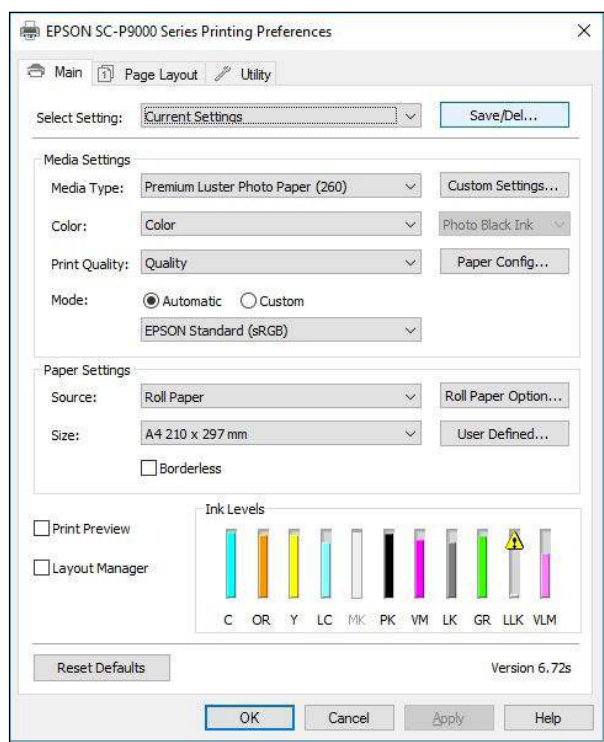 EPSON SC-P9000 Series Printing Preferences
Main
1 Page Layout
Utility
Select Setting: Current Settings Save/Del...
Media Settings
Media Type: Premium Luster Photo Paper (260) Custom Settings...
Color: Color Photo Black Ink
Print Quality: Quality Paper Config...
Mode: Automatic Custom
EPSON Standard (sRGB)
Paper Settings
Source: Roll Paper Roll Paper Option...
Size: A4 210 x 297 mm User Defined...
Borderless
Print Preview
Layout Manager
Ink Levels
!
C OR Y LC MK PK VM LK GR LLK VLM
Reset Defaults Version 6.72s
OK Cancel Apply Help